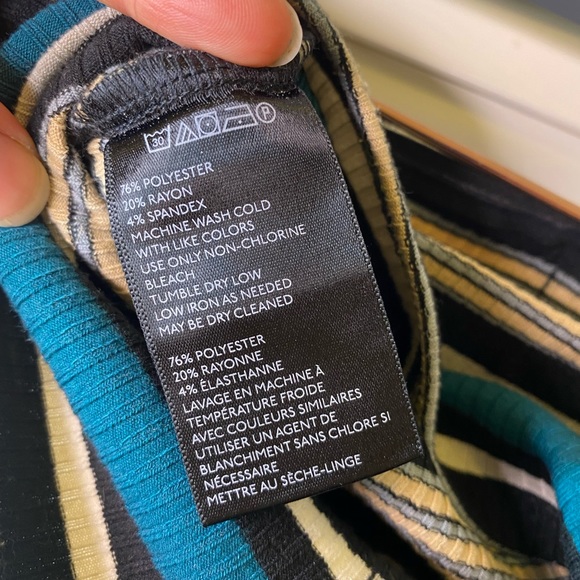 30 P
76% POLYESTER
20% RAYON
4% SPANDEX
MACHINE WASH COLD
WITH LIKE COLORS
USE ONLY NON-CHLORINE
BLEACH
TUMBLE DRY LOW
LOW IRON AS NEEDED
MAY BE DRY CLEANED
76% POLYESTER
20% RAYONNE
4% ÉLASTHANNE
LAVAGE EN MACHINE À
TEMPÉRATURE FROIDE
AVEC COULEURS SIMILAIRES
UTILISER UN AGENT DE
BLANCHIMENT SANS CHLORE SI
NÉCESSAIRE
METTRE AU SÈCHE-LINGE